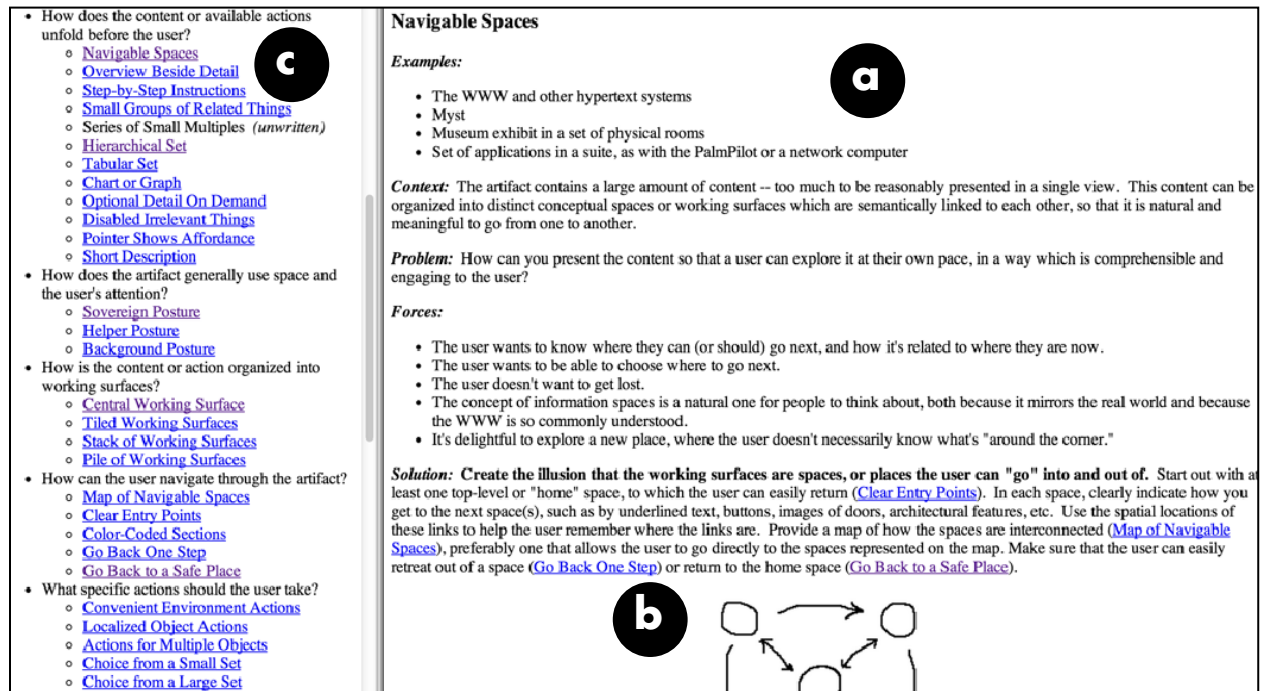 • How does the content or available actions
unfold before the user?
◦ Navigable Spaces
◦ Overview Beside Detail
◦ Step-by-Step Instructions
◦ Small Groups of Related Things
◦ Series of Small Multiples (unwritten)
◦ Hierarchical Set
◦ Tabular Set
◦ Chart or Graph
◦ Optional Detail On Demand
◦ Disabled Irrelevant Things
◦ Pointer Shows Affordance
◦ Short Description
• How does the artifact generally use space and
the user's attention?
◦ Sovereign Posture
◦ Helper Posture
◦ Background Posture
• How is the content or action organized into
working surfaces?
◦ Central Working Surface
◦ Tiled Working Surfaces
◦ Stack of Working Surfaces
◦ Pile of Working Surfaces
• How can the user navigate through the artifact?
◦ Map of Navigable Spaces
◦ Clear Entry Points
◦ Color-Coded Sections
◦ Go Back One Step
◦ Go Back to a Safe Place
• What specific actions should the user take?
◦ Convenient Environment Actions
◦ Localized Object Actions
◦ Actions for Multiple Objects
◦ Choice from a Small Set
◦ Choice from a Large Set
c
Navigable Spaces
a
Examples:
• The WWW and other hypertext systems
• Myst
• Museum exhibit in a set of physical rooms
• Set of applications in a suite, as with the PalmPilot or a network computer
Context: The artifact contains a large amount of content -- too much to be reasonably presented in a single view. This content can be
organized into distinct conceptual spaces or working surfaces which are semantically linked to each other, so that it is natural and
meaningful to go from one to another.
Problem: How can you present the content so that a user can explore it at their own pace, in a way which is comprehensible and
engaging to the user?
Forces:
• The user wants to know where they can (or should) go next, and how it's related to where they are now.
• The user wants to be able to choose where to go next.
• The user doesn't want to get lost.
• The concept of information spaces is a natural one for people to think about, both because it mirrors the real world and because
the WWW is so commonly understood.
• It's delightful to explore a new place, where the user doesn't necessarily know what's "around the corner."
Solution: Create the illusion that the working surfaces are spaces, or places the user can "go" into and out of. Start out with at
least one top-level or "home" space, to which the user can easily return (Clear Entry Points). In each space, clearly indicate how you
get to the next space(s), such as by underlined text, buttons, images of doors, architectural features, etc. Use the spatial locations of
these links to help the user remember where the links are. Provide a map of how the spaces are interconnected (Map of Navigable
Spaces), preferably one that allows the user to go directly to the spaces represented on the map. Make sure that the user can easily
retreat out of a space (Go Back One Step) or return to the home space (Go Back to a Safe Place).
b